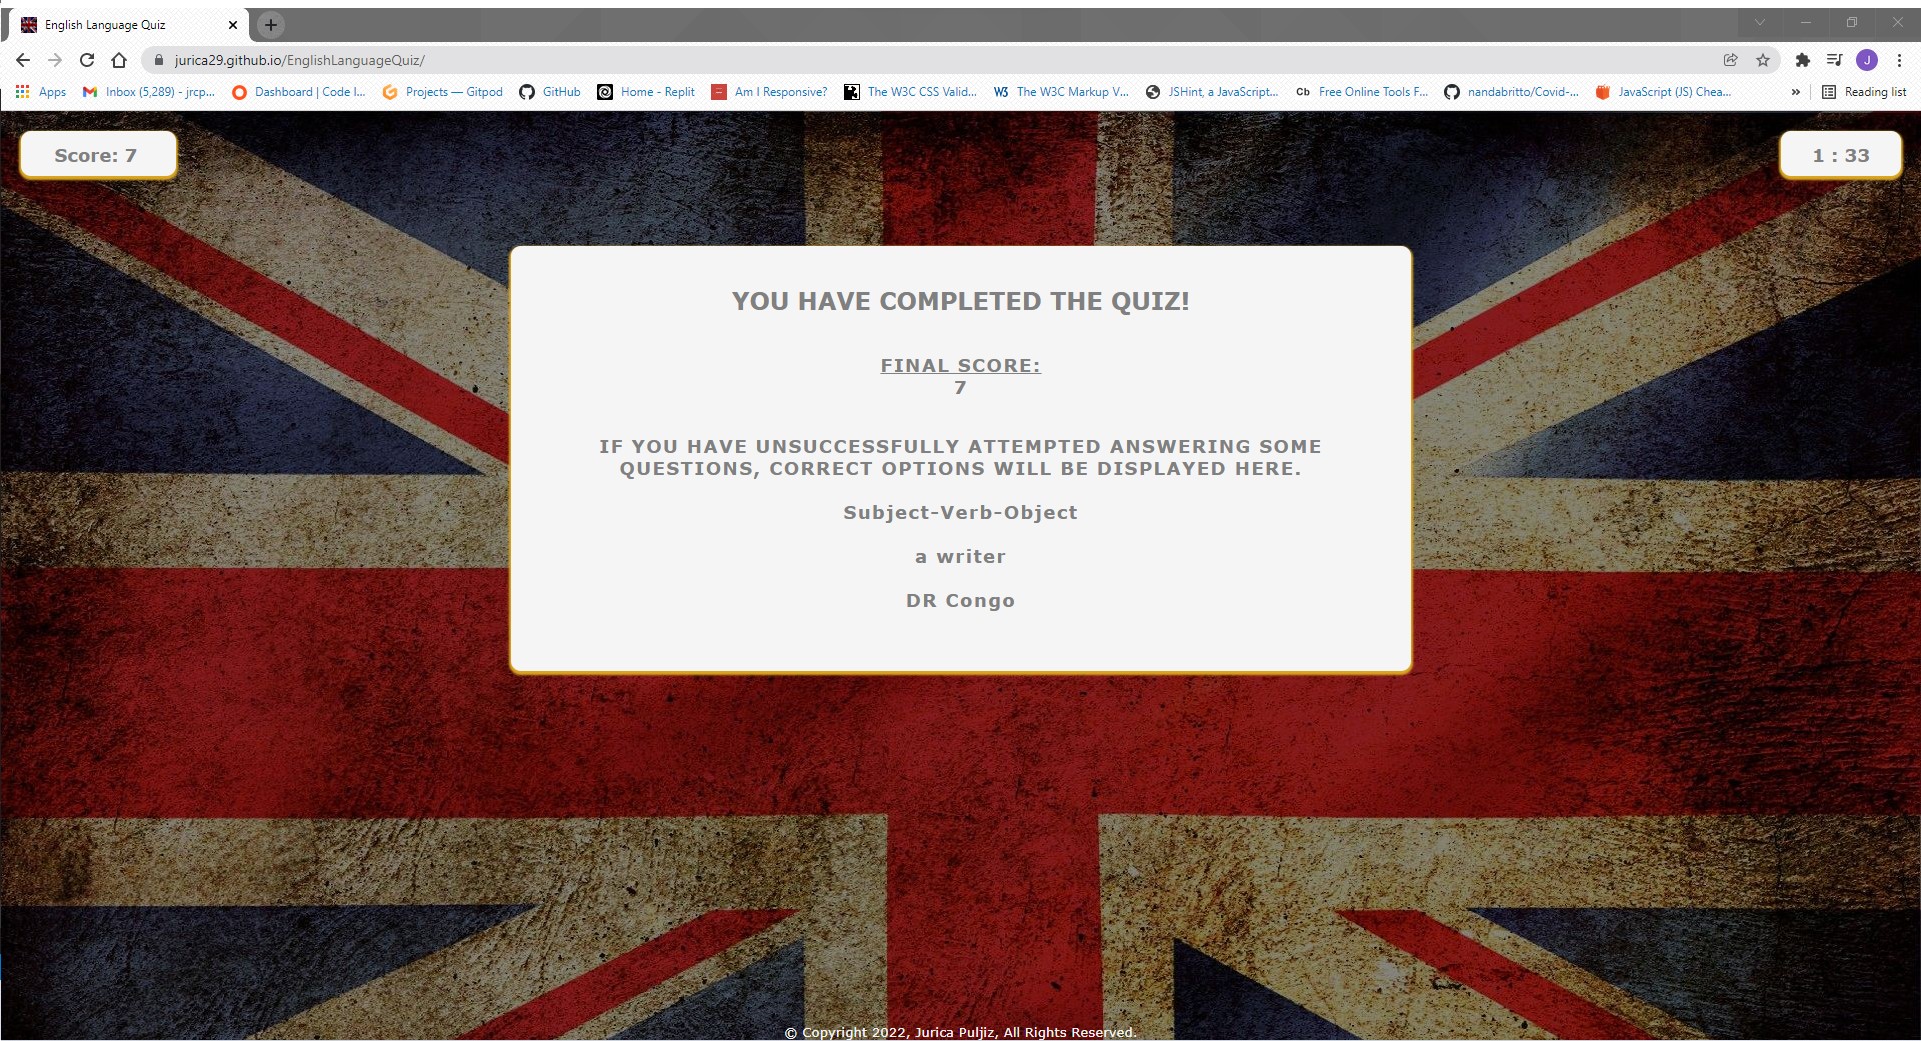 English Language Quiz
jurica29.github.io/EnglishLanguageQuiz/
J
Apps
Inbox (5,289) - jrcp...
Dashboard | Code I...
Projects — Gitpod
GitHub
Home - Replit
Am I Responsive?
The W3C CSS Valid...
W3 The W3C Markup V...
JSHint, a JavaScript...
Cb Free Online Tools F...
nandabritto/Covid-...
JavaScript (JS) Chea...
»
Reading list
Score: 7
1 : 33
YOU HAVE COMPLETED THE QUIZ!
FINAL SCORE:
7
IF YOU HAVE UNSUCCESSFULLY ATTEMPTED ANSWERING SOME
QUESTIONS, CORRECT OPTIONS WILL BE DISPLAYED HERE.
Subject-Verb-Object
a writer
DR Congo
© Copyright 2022, Jurica Puljiz, All Rights Reserved.